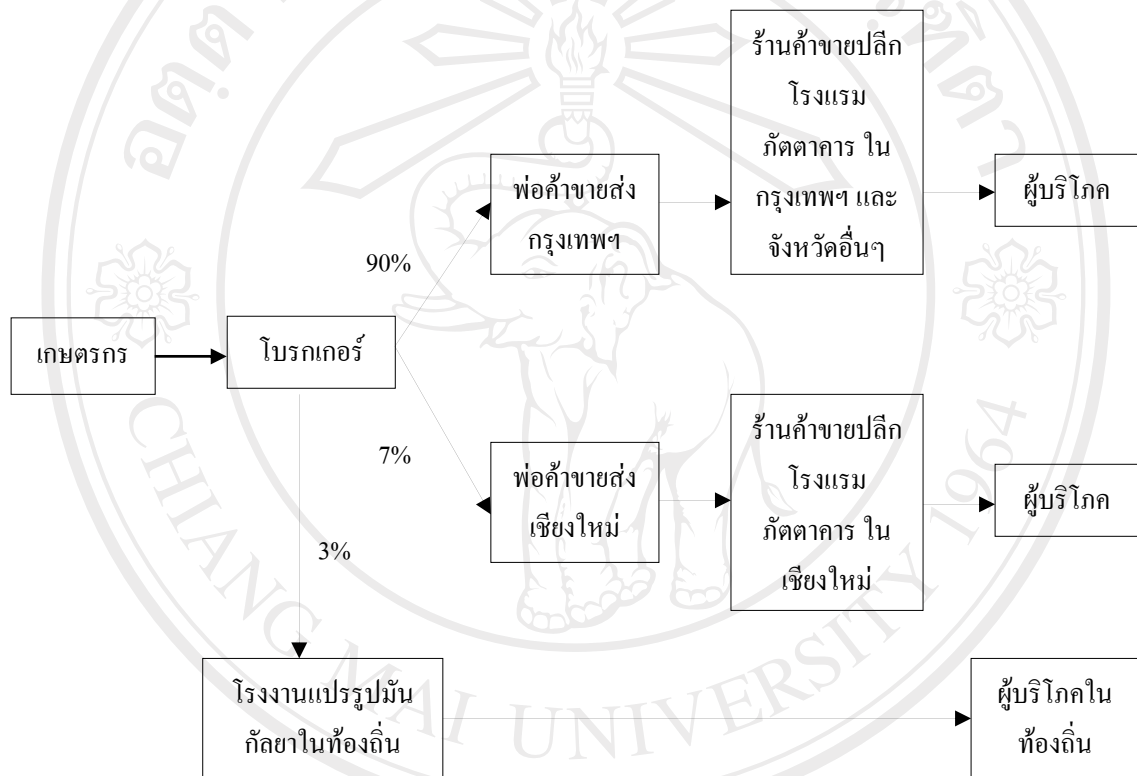 ร้านค้าขายปลีก
โรงแรม
ภัตตาคาร ใน
กรุงเทพฯ และ
จังหวัดอื่นๆ
พ่อค้าขายส่ง
กรุงเทพฯ
ผู้บริโภค
90%
เกษตรกร
โบรกเกอร์
7%
พ่อค้าขายส่ง
เชียงใหม่
ร้านค้าขายปลีก
โรงแรม
ภัตตาคาร ใน
เชียงใหม่
ผู้บริโภค
3%
โรงงานแปรรูปมัน
กัลยาในท้องถิ่น
ผู้บริโภคใน
ท้องถิ่น
CHIANG MAI UNIVERSITY 1964